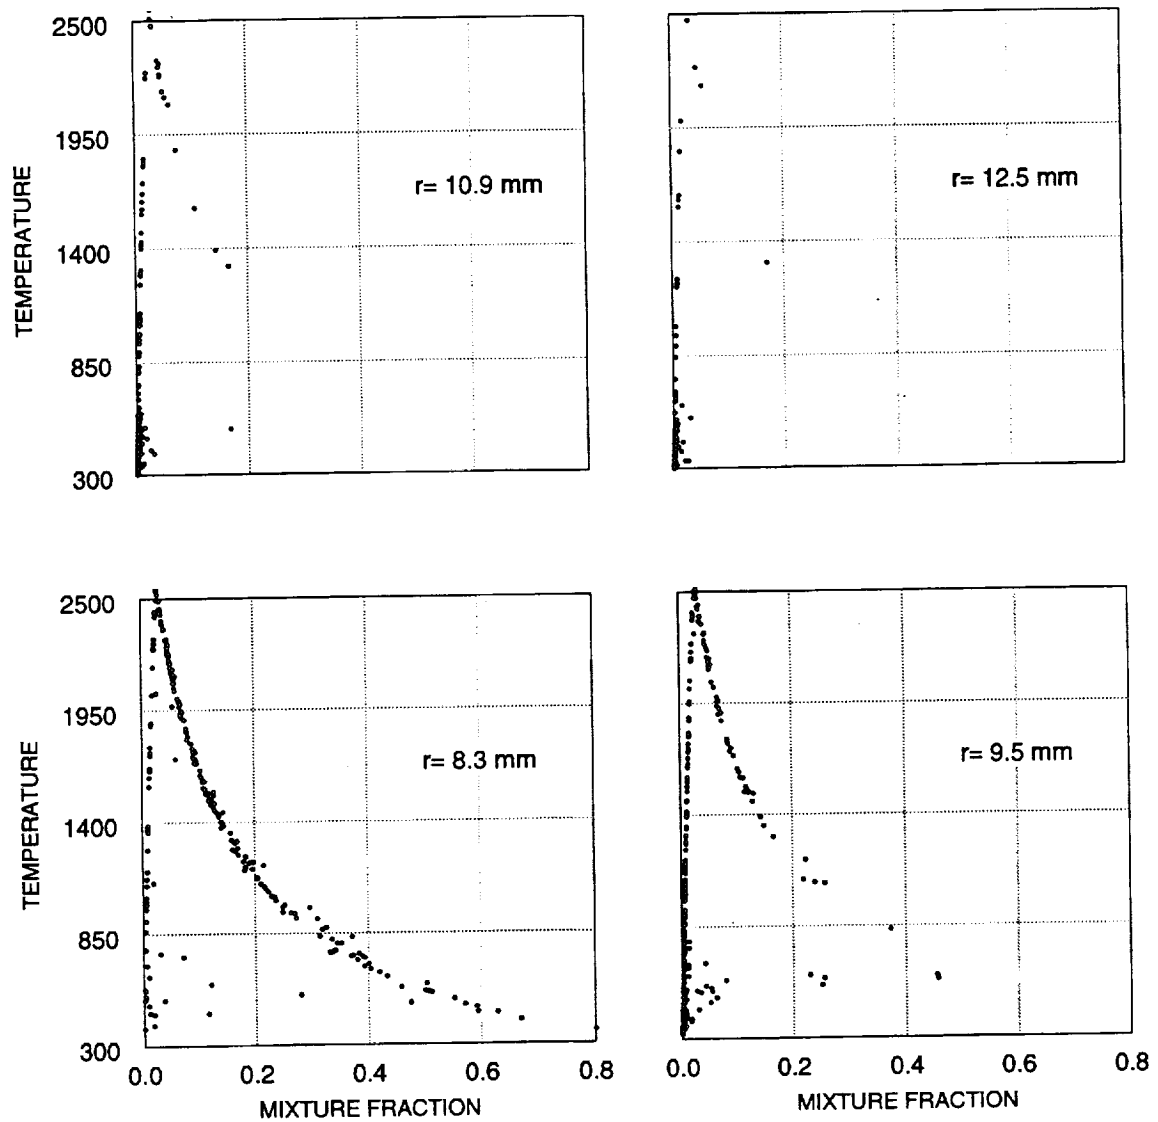 2500
1950
1400
850
300
TEMPERATURE
r= 10.9 mm
r= 12.5 mm
2500
1950
1400
850
300
TEMPERATURE
r= 8.3 mm
r= 9.5 mm
0.0 0.2 0.4 0.6 0.8
MIXTURE FRACTION
0.0 0.2 0.4 0.6 0.8
MIXTURE FRACTION